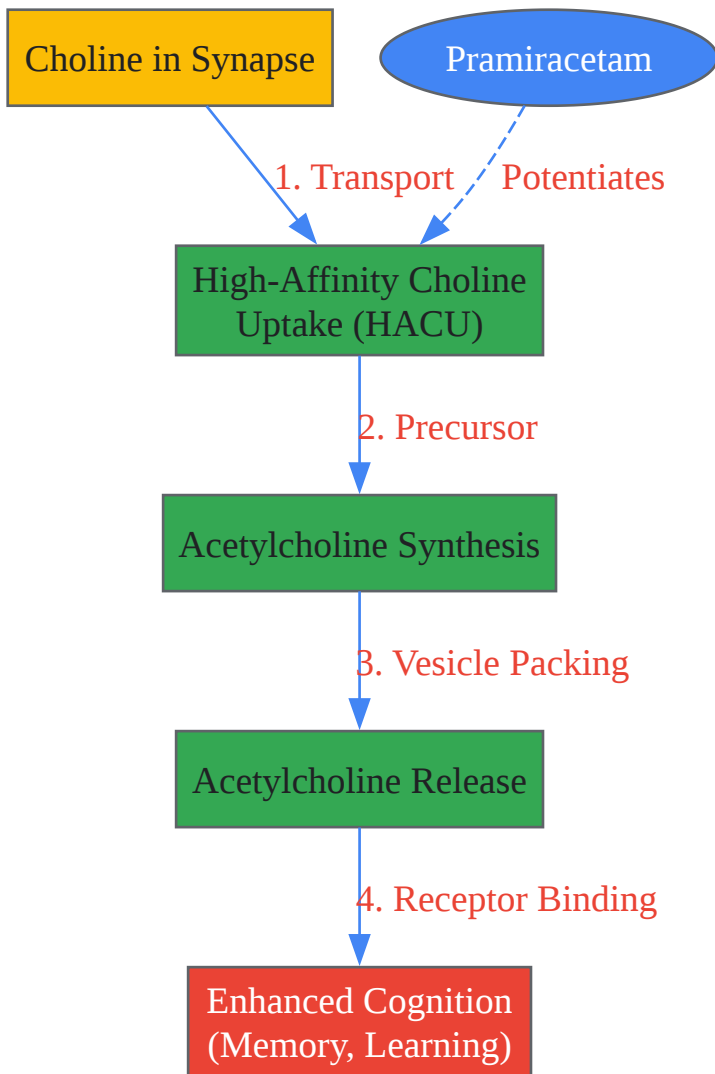 Choline in Synapse
Pramiracetam
1. Transport
Potentiates
High-Affinity Choline
Uptake (HACU)
2. Precursor
Acetylcholine Synthesis
3. Vesicle Packing
Acetylcholine Release
4. Receptor Binding
Enhanced Cognition
(Memory, Learning)